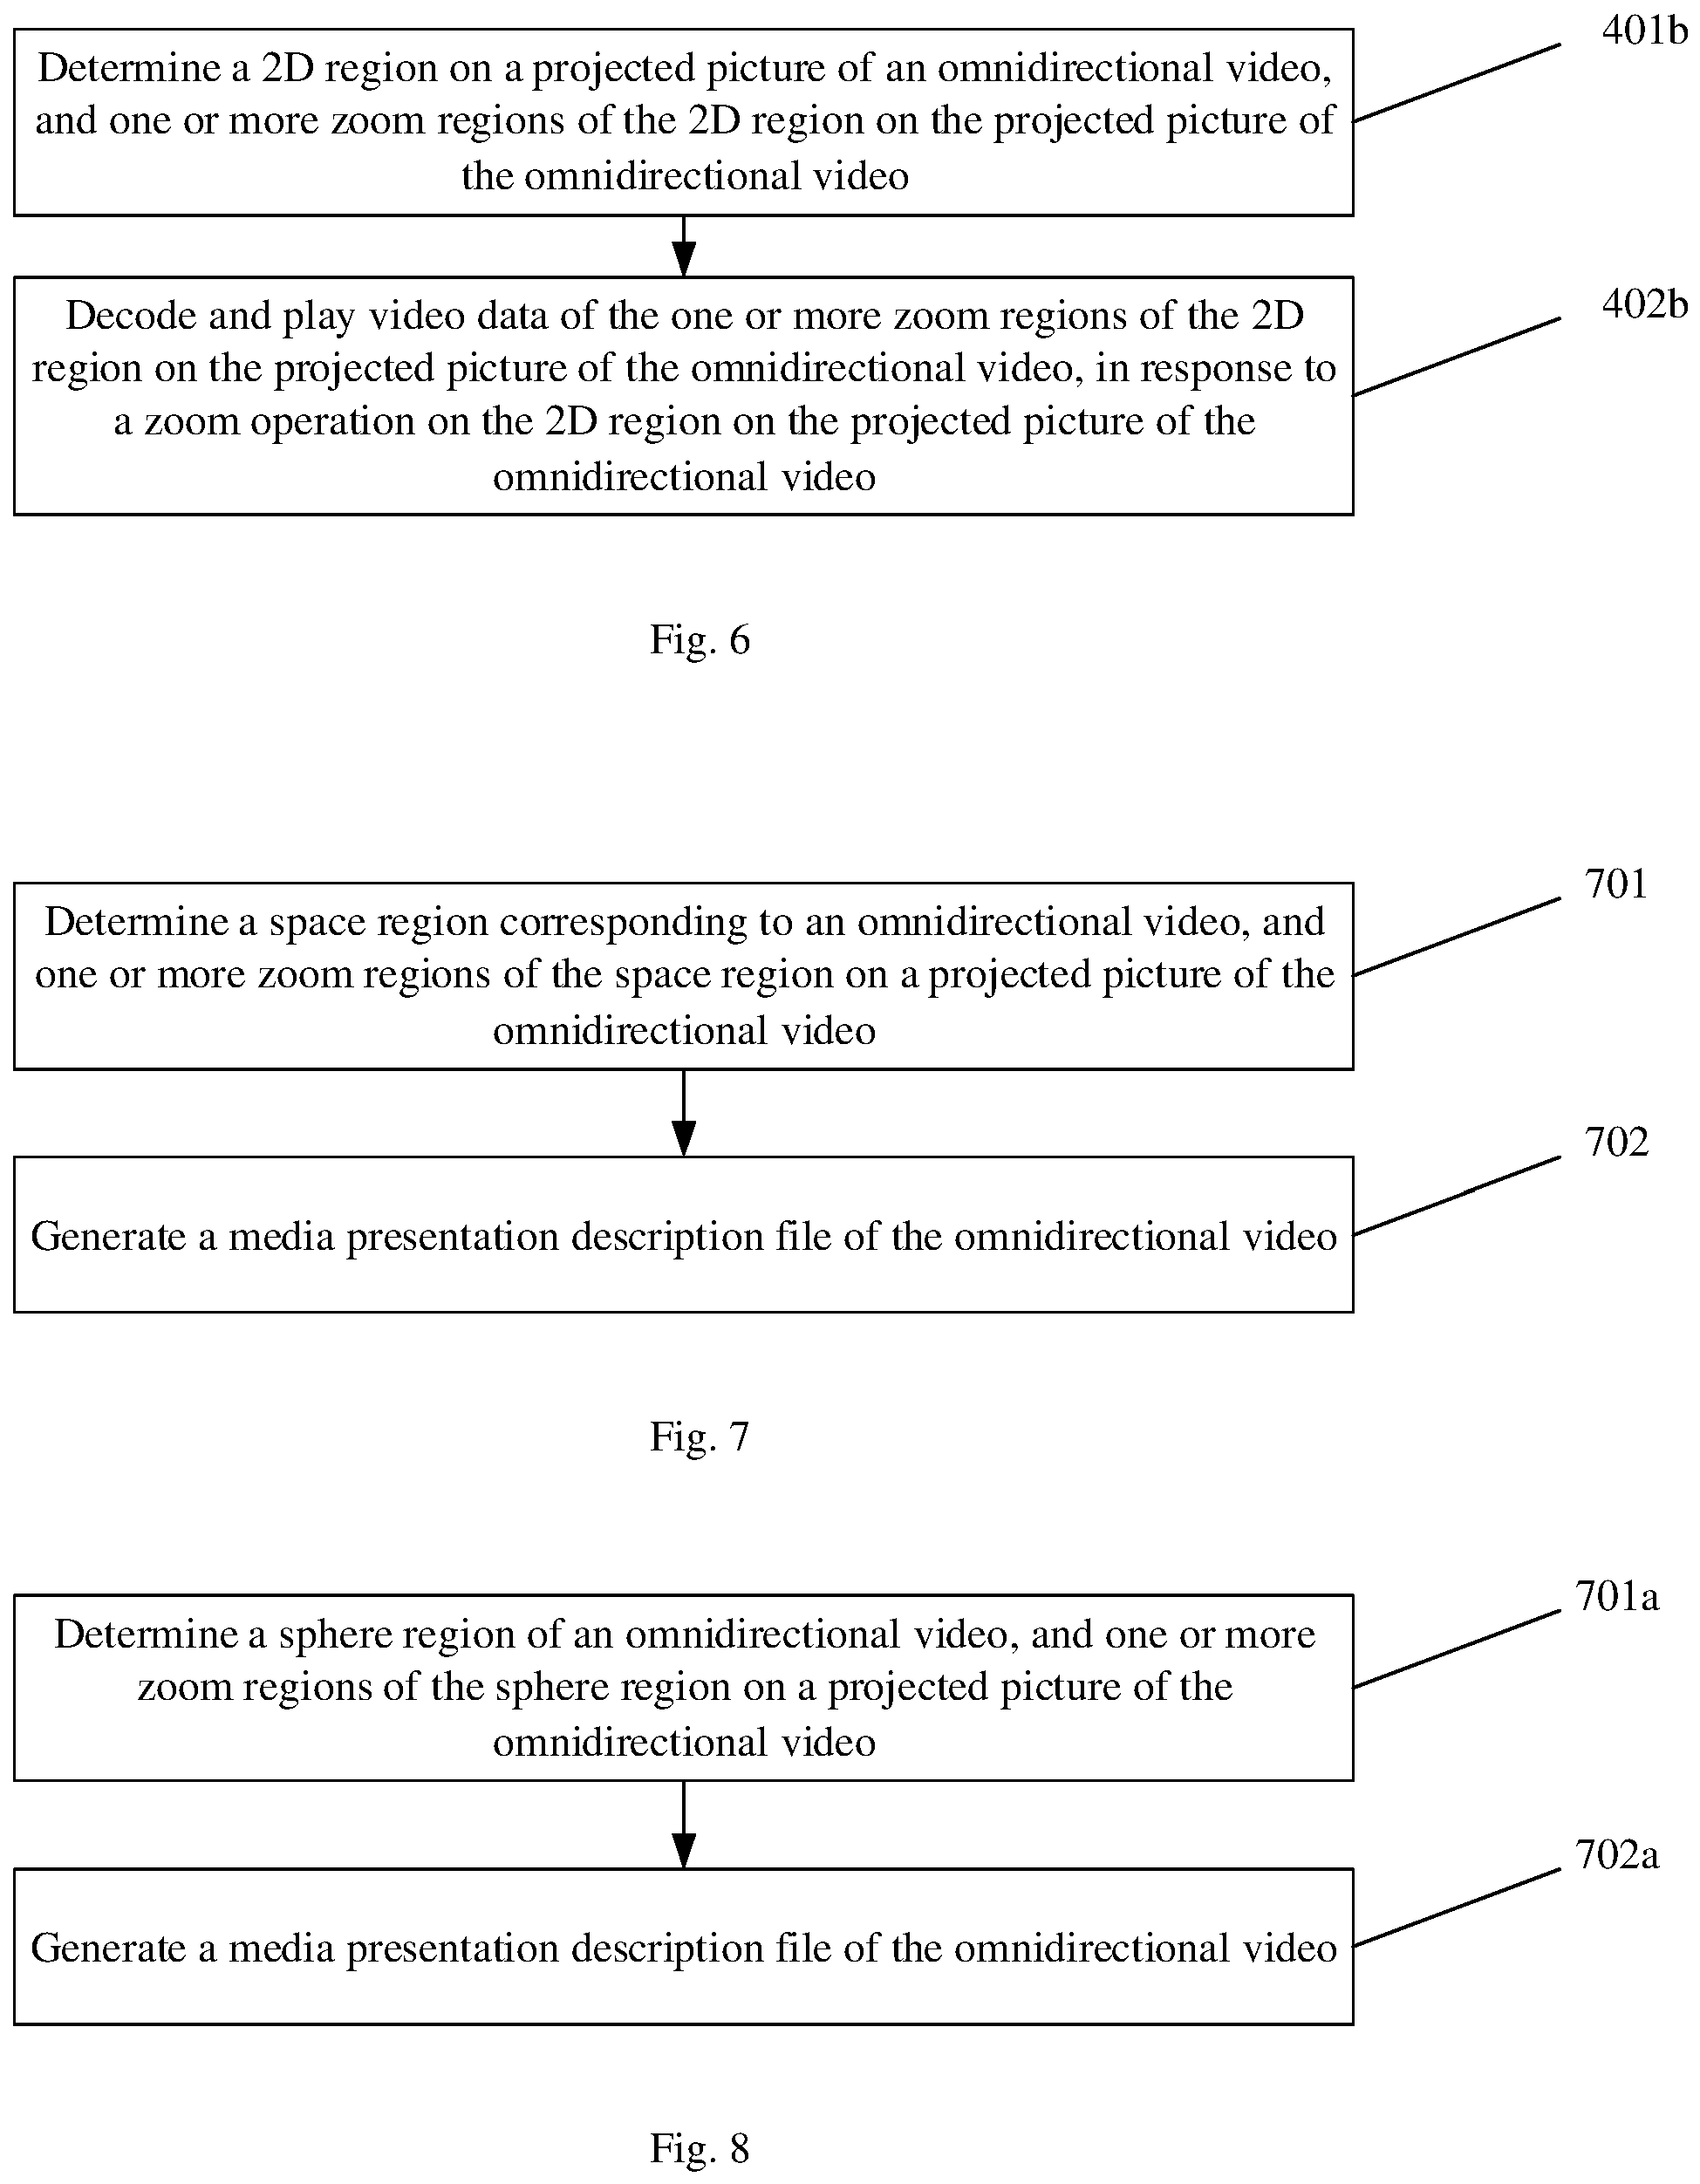 401b
Determine a 2D region on a projected picture of an omnidirectional video,
and one or more zoom regions of the 2D region on the projected picture of
the omnidirectional video
402b
Decode and play video data of the one or more zoom regions of the 2D
region on the projected picture of the omnidirectional video, in response to
a zoom operation on the 2D region on the projected picture of the
omnidirectional video
Fig. 6
701
Determine a space region corresponding to an omnidirectional video, and
one or more zoom regions of the space region on a projected picture of the
omnidirectional video
702
Generate a media presentation description file of the omnidirectional video
Fig. 7
701a
Determine a sphere region of an omnidirectional video, and one or more
zoom regions of the sphere region on a projected picture of the
omnidirectional video
702a
Generate a media presentation description file of the omnidirectional video
Fig. 8